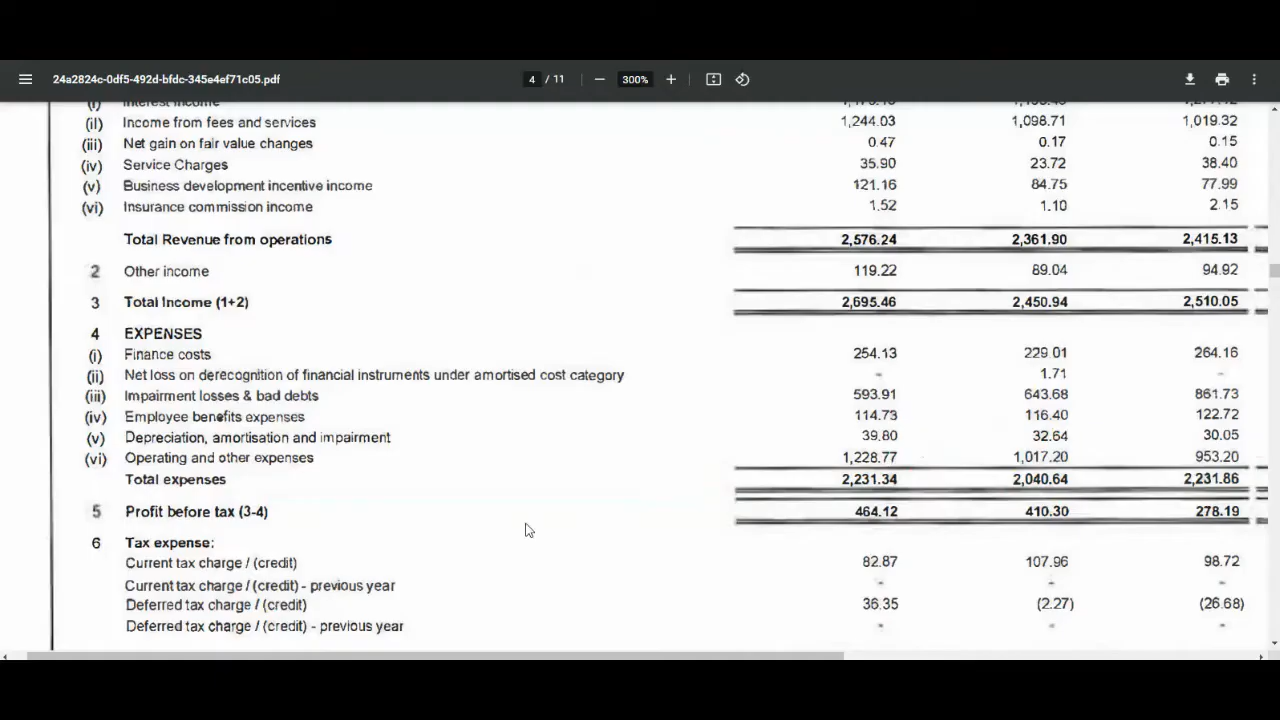 24a2824c-0df5-492d-bfdc-345e4ef71c05.pdf 4 / 11 300%
(i) Interest income
(ii) Income from fees and services 1,244.03 1,098.71 1,019.32
(iii) Net gain on fair value changes 0.47 0.17 0.15
(iv) Service Charges 35.90 23.72 38.40
(v) Business development incentive income 121.16 84.75 77.99
(vi) Insurance commission income 1.52 1.10 2.15
Total Revenue from operations 2,576.24 2,361.90 2,415.13
2 Other income 119.22 89.04 94.92
3 Total Income (1+2) 2,695.46 2,450.94 2,510.05
4 EXPENSES
(i) Finance costs 254.13 229.01 264.16
(ii) Net loss on derecognition of financial instruments under amortised cost category - 1.71 -
(iii) Impairment losses & bad debts 593.91 643.68 861.73
(iv) Employee benefits expenses 114.73 116.40 122.72
(v) Depreciation, amortisation and impairment 39.80 32.64 30.05
(vi) Operating and other expenses 1,228.77 1,017.20 953.20
Total expenses 2,231.34 2,040.64 2,231.86
5 Profit before tax (3-4) 464.12 410.30 278.19
6 Tax expense:
Current tax charge / (credit) 82.87 107.96 98.72
Current tax charge / (credit) - previous year - - -
Deferred tax charge / (credit) 36.35 (2.27) (26.68)
Deferred tax charge / (credit) - previous year - - -